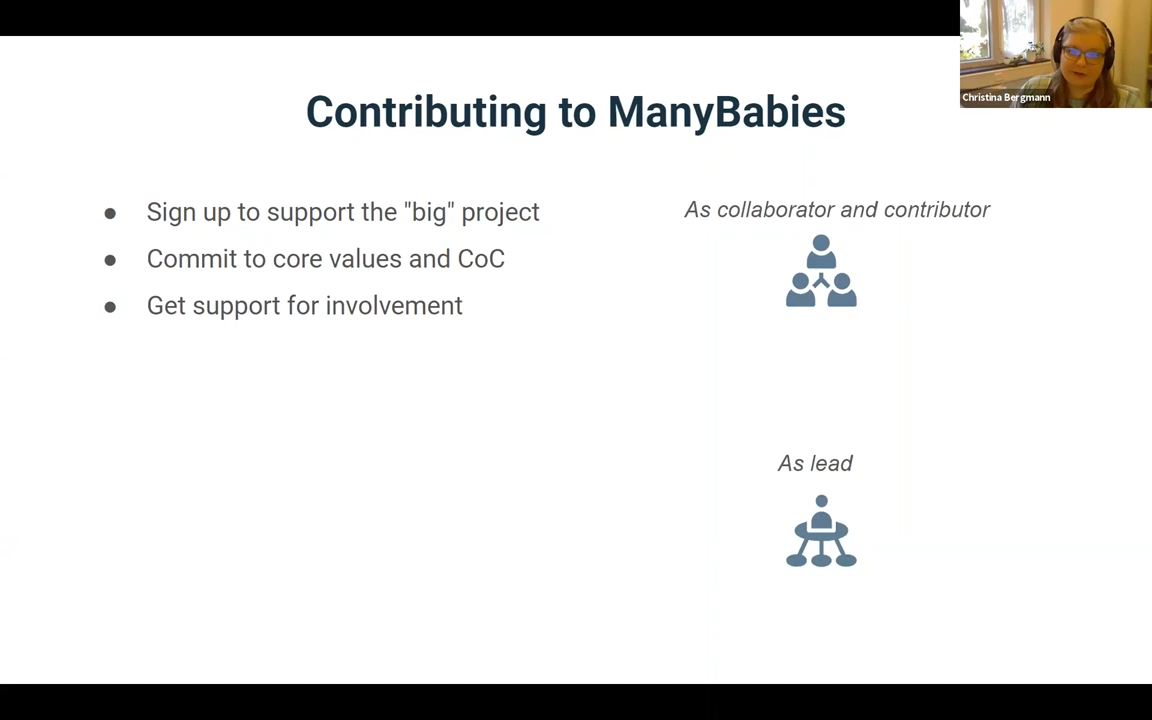 Christina Bergmann
Contributing to ManyBabies
● Sign up to support the "big" project
● Commit to core values and CoC
● Get support for involvement
As collaborator and contributor
As lead